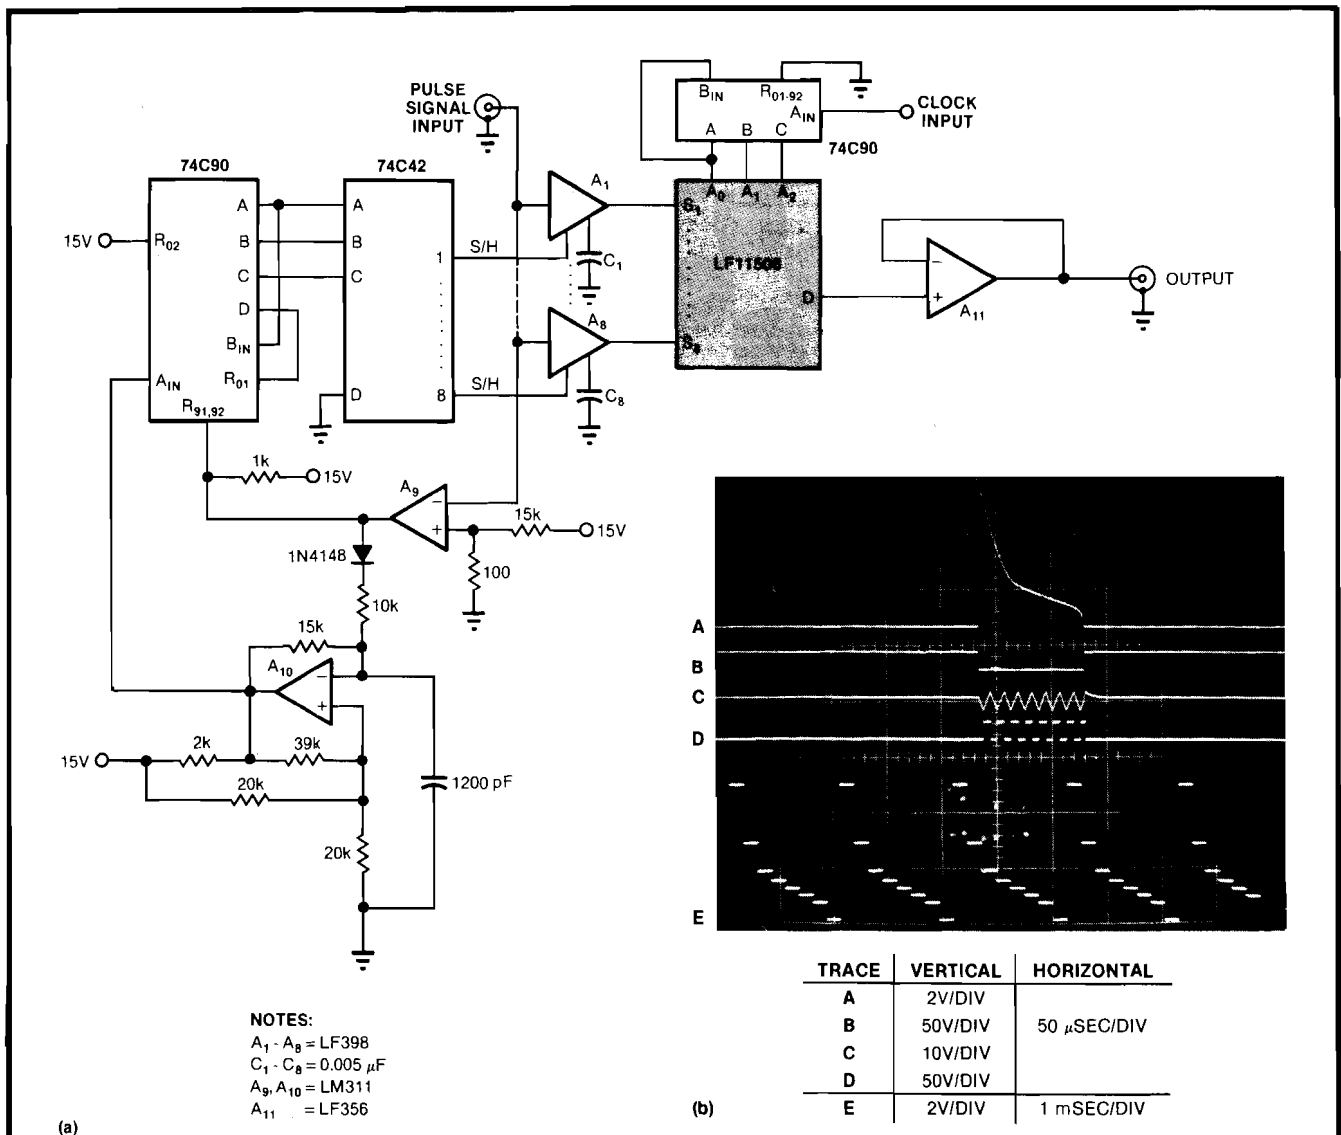 PULSE
SIGNAL
INPUT
B_IN
R_01-92
A_IN
CLOCK
INPUT
A B C
74C90
A_0 A_1 A_2
74C90
74C42
A
B
C
D
B_IN
R_01
R_02
A_IN
R_91,92
15V
A
B
C
D
1
8
S/H
S/H
A_1
C_1
A_8
C_8
S_1
S_8
D
A_11
OUTPUT
1k
15V
A_9
15k
15V
100
1N4148
10k
15k
A_10
15V
2k
39k
20k
20k
1200 pF
A
B
C
D
E
TRACE VERTICAL HORIZONTAL
A 2V/DIV
B 50V/DIV 50 μSEC/DIV
C 10V/DIV
D 50V/DIV
E 2V/DIV 1 mSEC/DIV
NOTES:
A_1 - A_8 = LF398
C_1 - C_8 = 0.005 μF
A_9, A_10 = LM311
A_11 = LF356
(a)
(b)